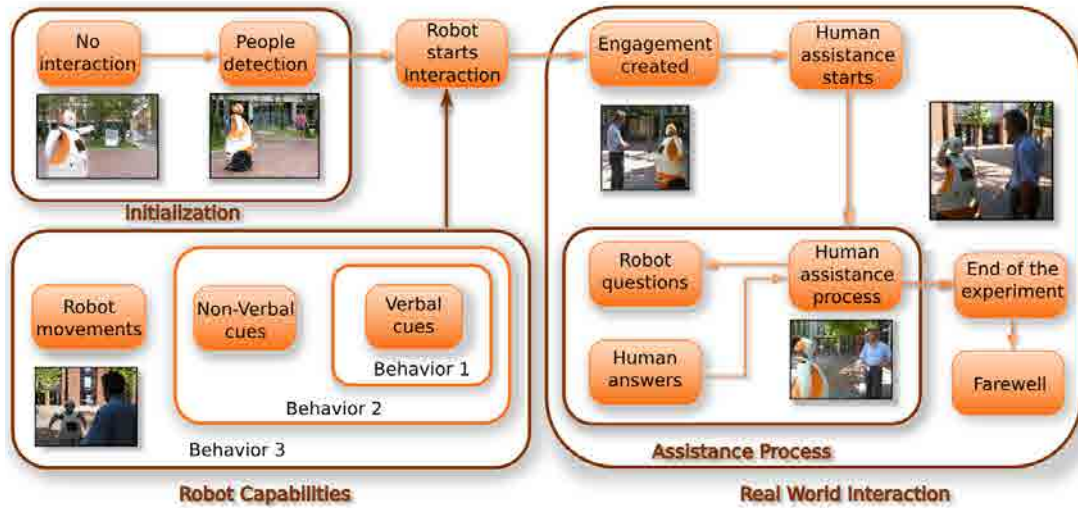 No
interaction
People
detection
Robot
starts
interaction
Initialization
Engagement
created
Human
assistance
starts
Robot
movements
Non-Verbal
cues
Verbal
cues
Behavior 1
Behavior 2
Behavior 3
Robot Capabilities
Robot
questions
Human
assistance
process
Human
answers
Assistance Process
End of the
experiment
Farewell
Real World Interaction